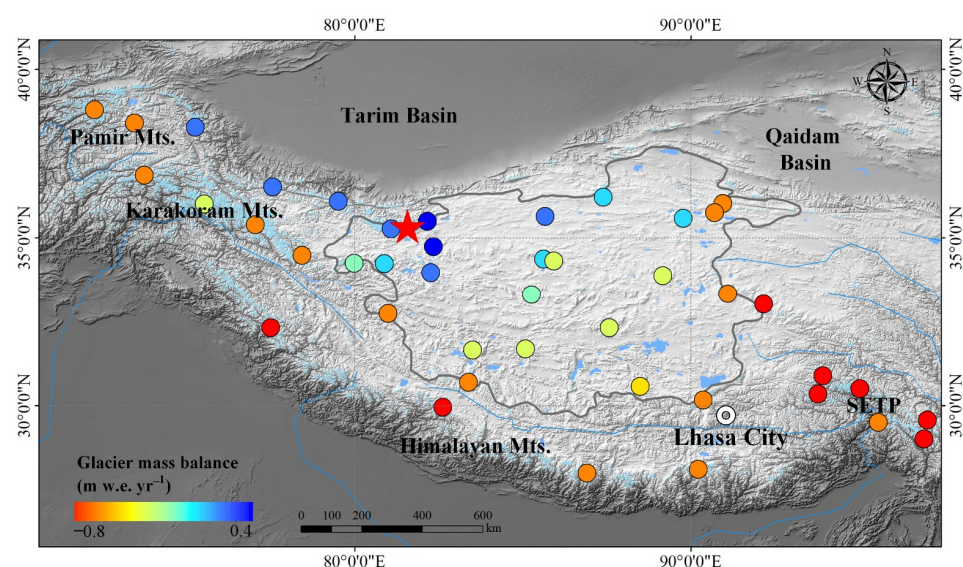 80°0'0"E
90°0'0"E
40°0'0"N
40°0'0"N
N
W
E
S
Tarim Basin
Qaidam
Basin
Pamir Mts.
Karakoram Mts.
35°0'0"N
35°0'0"N
30°0'0"N
30°0'0"N
SETP
Lhasa City
Himalayan Mts.
Glacier mass balance
(m w.e. yr⁻¹)
−0.8
0.4
0 100 200 400 600
km
80°0'0"E
90°0'0"E